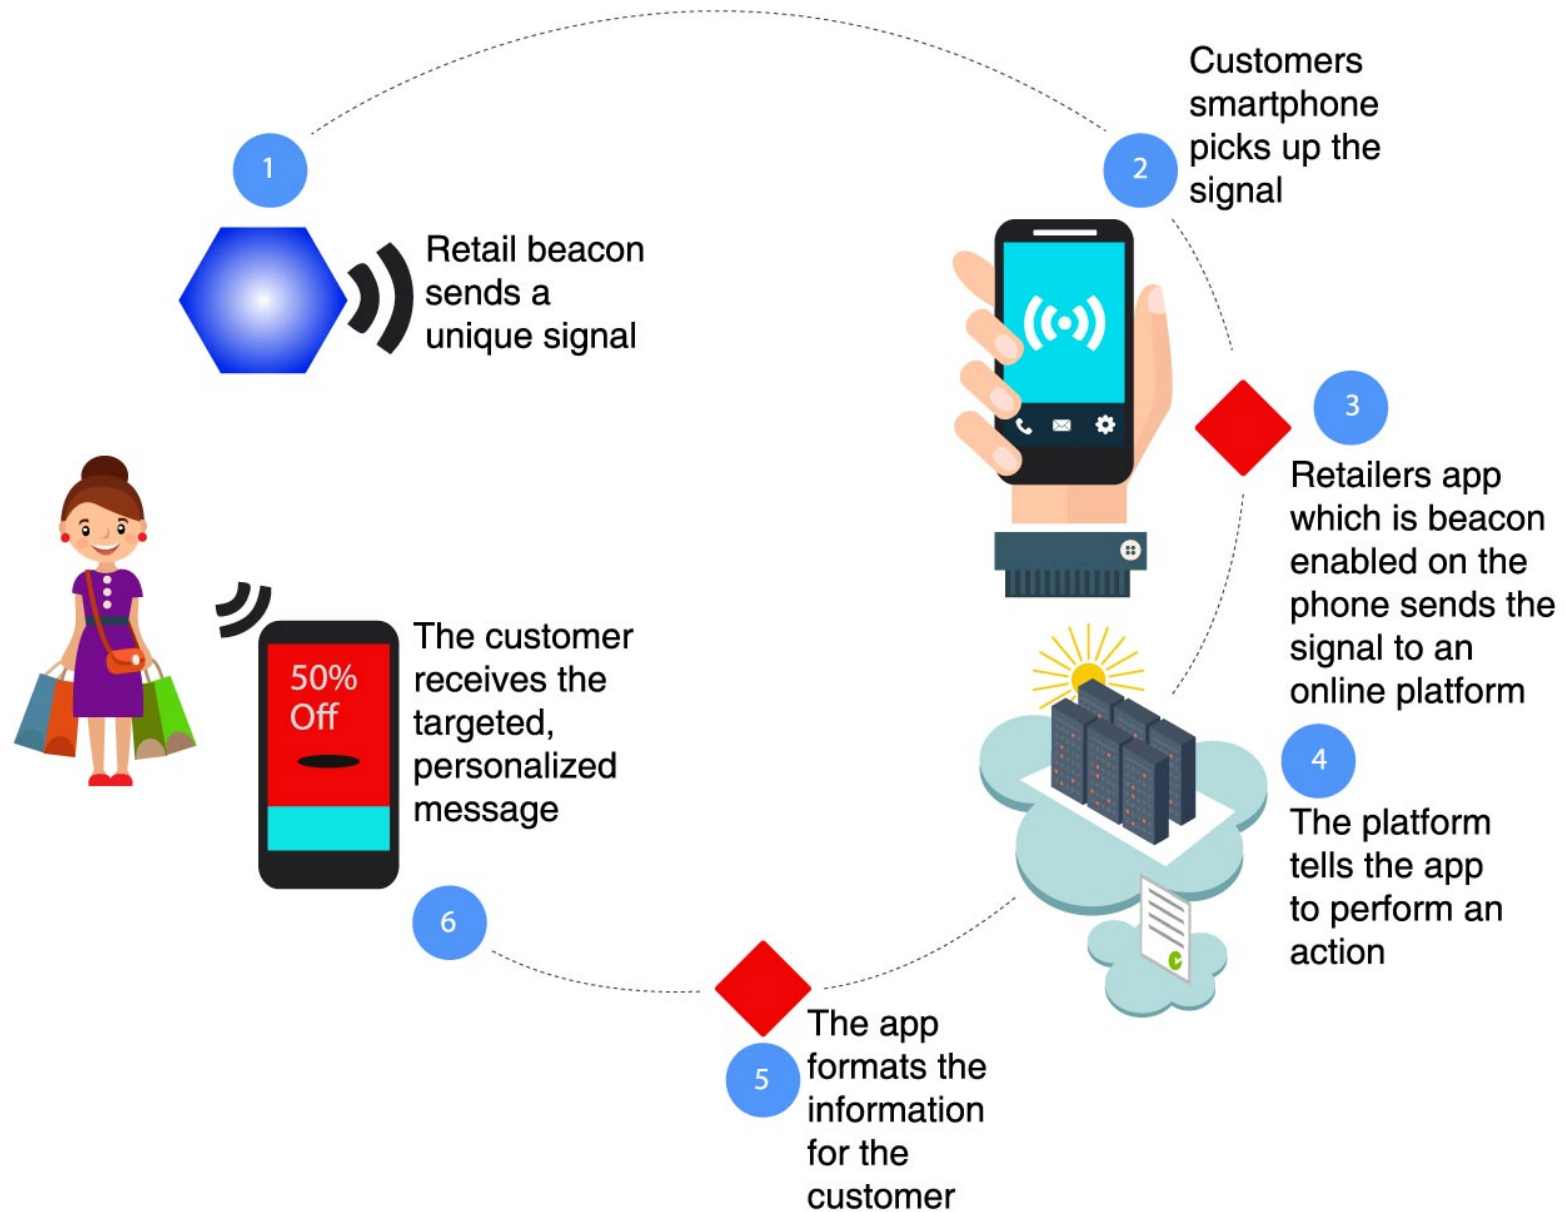 1
Retail beacon
sends a
unique signal
2
Customers
smartphone
picks up the
signal
3
Retailers app
which is beacon
enabled on the
phone sends the
signal to an
online platform
4
The platform
tells the app
to perform an
action
5
The app
formats the
information
for the
customer
6
The customer
receives the
targeted,
personalized
message
50%
Off